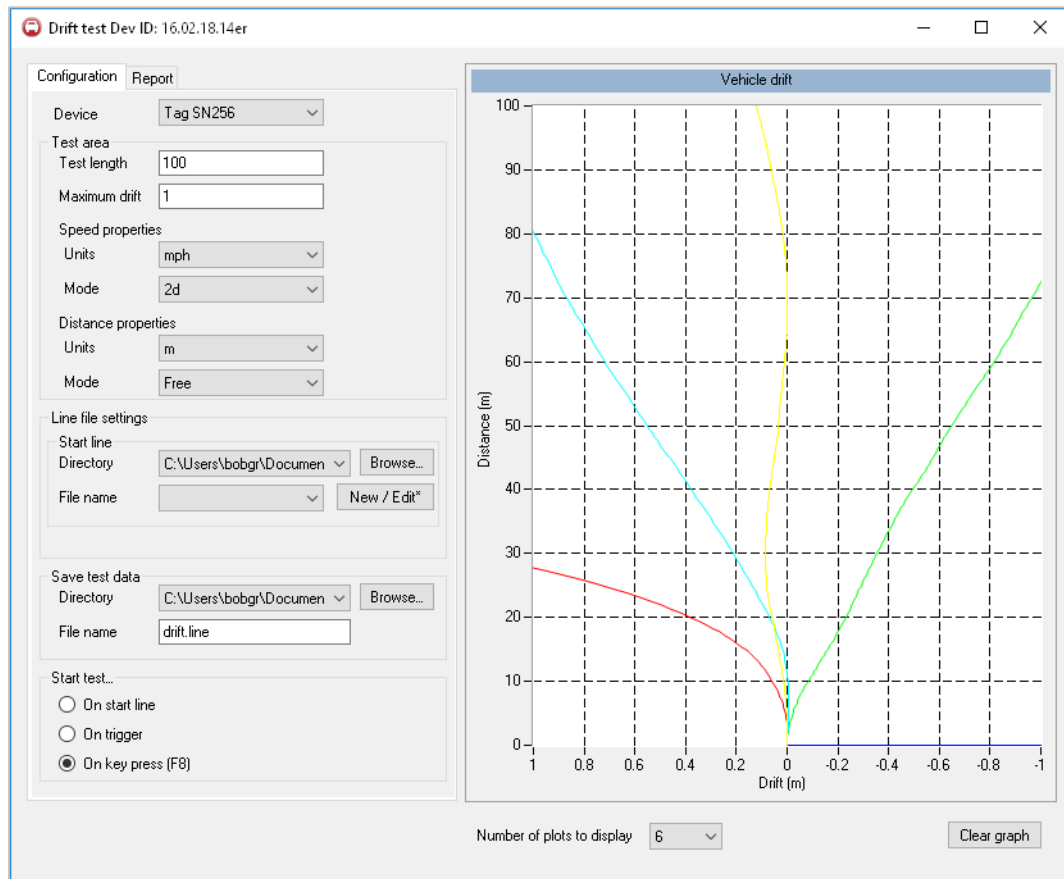 Drift test Dev ID: 16.02.18.14er
Configuration
Report
Device
Tag SN256
Test area
Test length
100
Maximum drift
1
Speed properties
Units
mph
Mode
2d
Distance properties
Units
m
Mode
Free
Line file settings
Start line
Directory
C:\Users\bobgr\Documen
Browse...
File name
New / Edit*
Save test data
Directory
C:\Users\bobgr\Documen
Browse...
File name
drift.line
Start test...
On start line
On trigger
On key press (F8)
Vehicle drift
100
90
80
70
60
50
40
30
20
10
0
Distance (m)
1 0.8 0.6 0.4 0.2 0 -0.2 -0.4 -0.6 -0.8 -1
Drift (m)
Number of plots to display
6
Clear graph